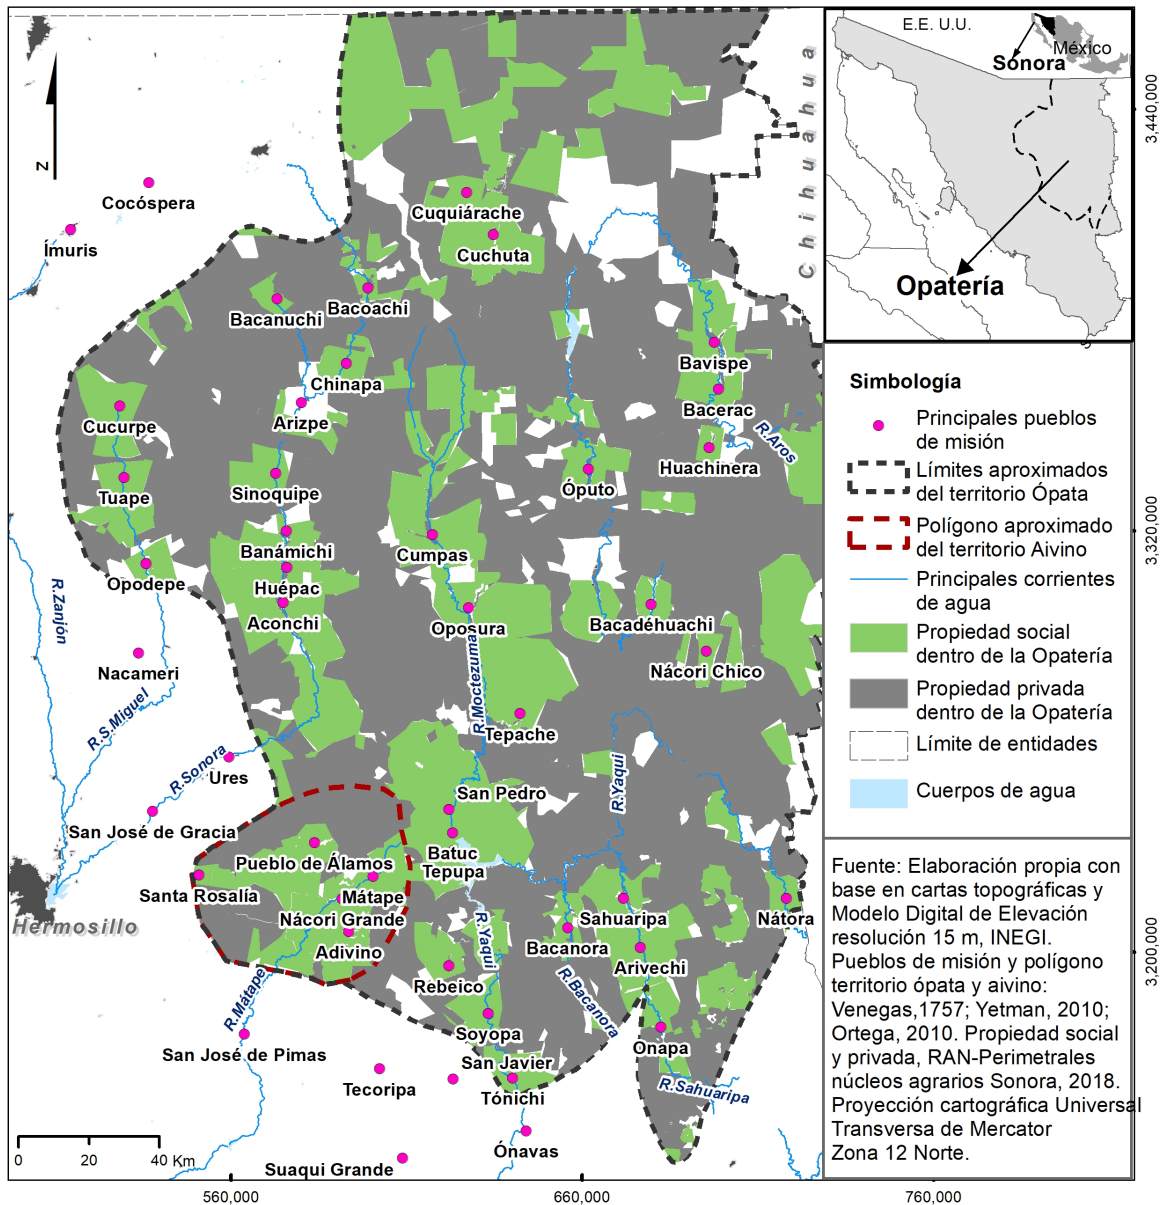 E.E. U.U.
México
Sonora
Opatería
Chihuahua
N
3,440,000
3,320,000
3,200,000
Cocóspera
Ímuris
Cuquiárache
Cuchuta
Bacanuchi
Bacoachi
Chinapa
Arizpe
Cucurpe
Tuape
Sinoquipe
Banámichi
Huépac
Aconchi
Opodepe
Nacameri
Bavispe
Bacerac
R.Aros
Huachinera
Óputo
Cumpas
Oposura
Bacadéhuachi
Nácori Chico
Tepache
R.Zanjón
R.S.Miguel
R.Sonora
R.Moctezuma
R.Yaqui
Ures
San José de Gracia
San Pedro
Batuc
Tepupa
Pueblo de Álamos
Santa Rosalía
Mátape
Nácori Grande
Adivino
Hermosillo
Sahuaripa
Nátora
Bacanora
Arivechi
R.Yaqui
Rebeico
R.Bacanora
R.Mátape
Soyopa
Onapa
San José de Pimas
San Javier
Tecoripa
Tónichi
R.Sahuaripa
Ónavas
Suaqui Grande
0 20 40 Km
560,000 660,000 760,000
Simbología
Principales pueblos
de misión
Límites aproximados
del territorio Ópata
Polígono aproximado
del territorio Aivino
Principales corrientes
de agua
Propiedad social
dentro de la Opatería
Propiedad privada
dentro de la Opatería
Límite de entidades
Cuerpos de agua
Fuente: Elaboración propia con
base en cartas topográficas y
Modelo Digital de Elevación
resolución 15 m, INEGI.
Pueblos de misión y polígono
territorio ópata y aivino:
Venegas,1757; Yetman, 2010;
Ortega, 2010. Propiedad social
y privada, RAN-Perimetrales
núcleos agrarios Sonora, 2018.
Proyección cartográfica Universal
Transversa de Mercator
Zona 12 Norte.